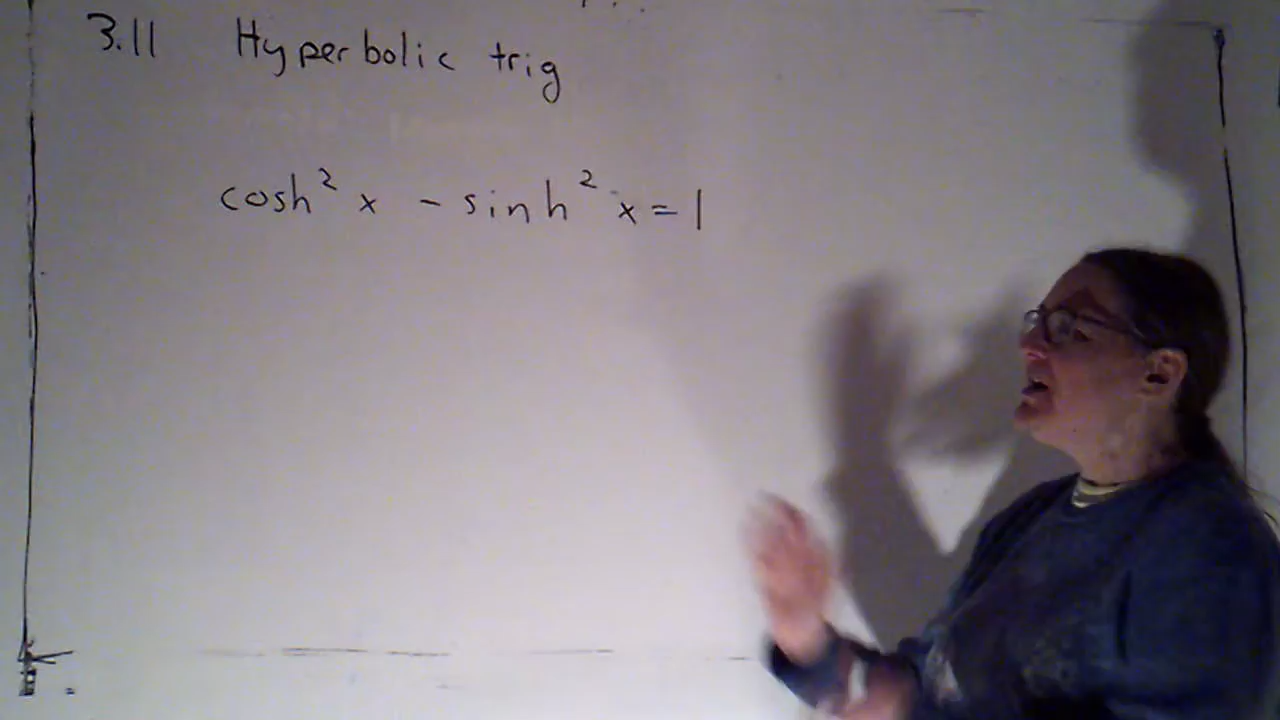 3.11 Hyperbolic trig
cosh² x - sinh² x = 1